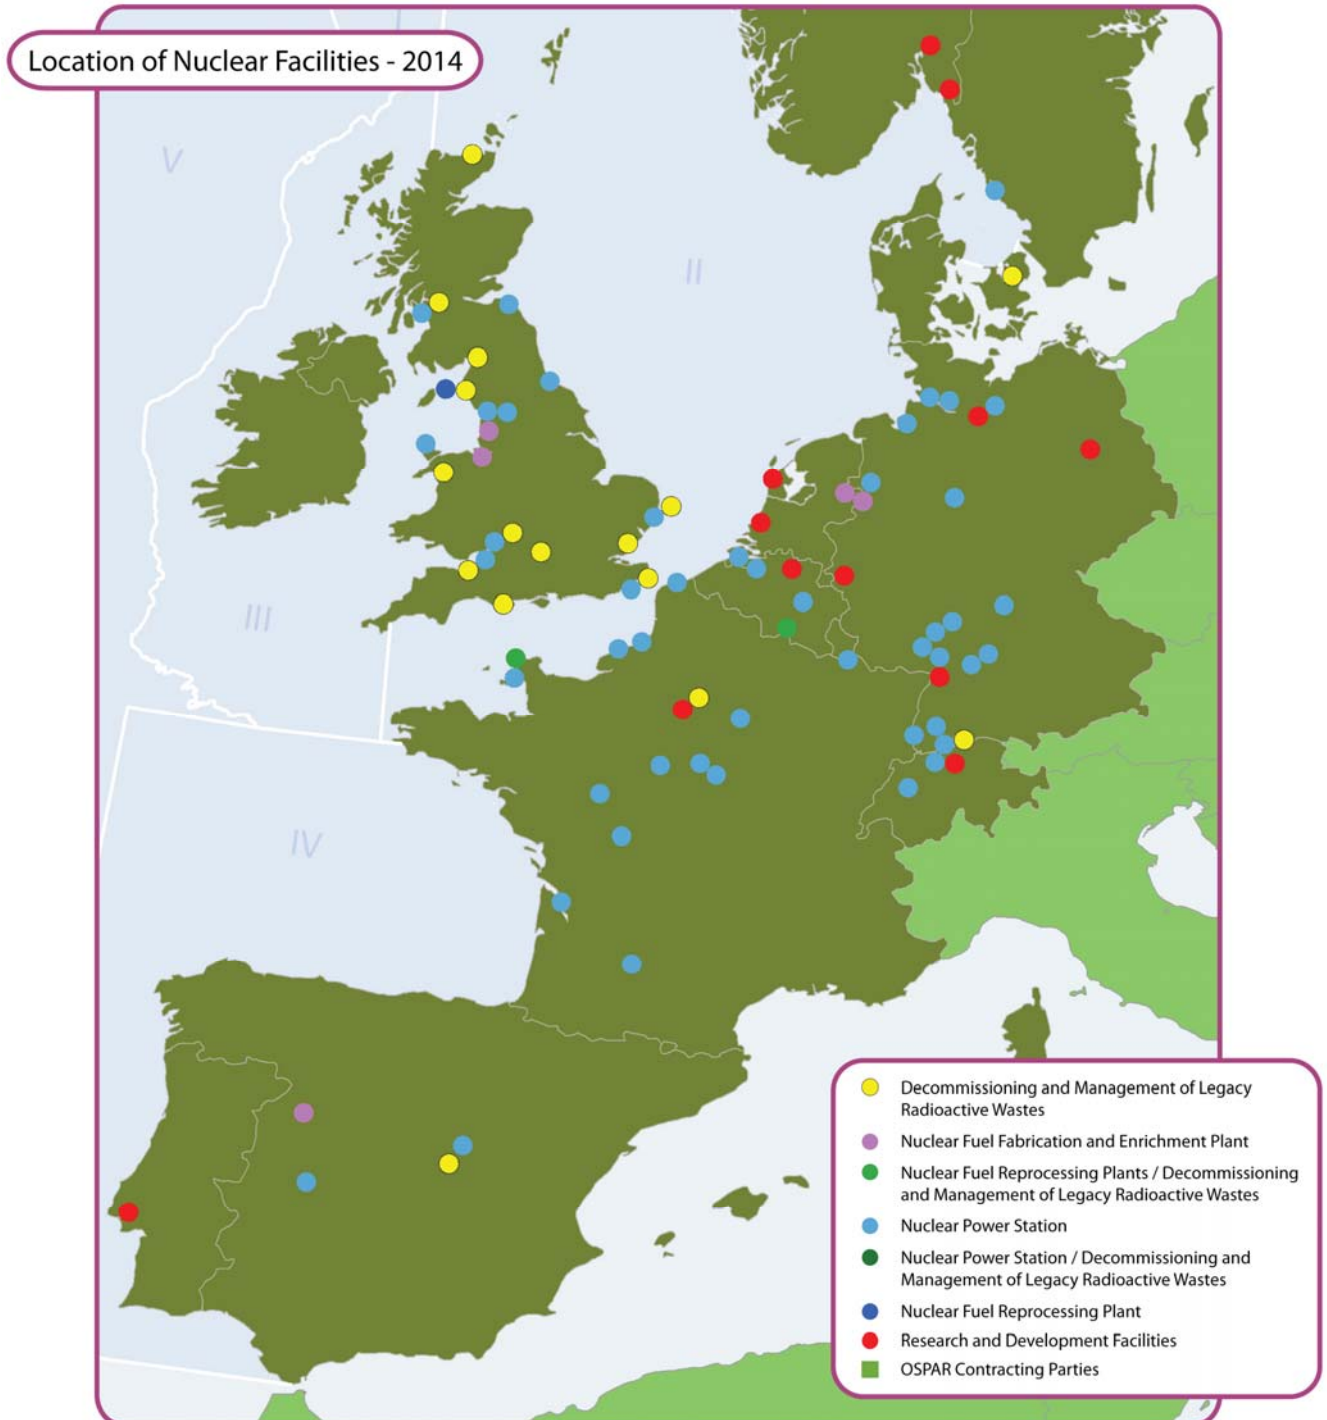 Location of Nuclear Facilities - 2014
V
II
III
IV
Decommissioning and Management of Legacy
Radioactive Wastes
Nuclear Fuel Fabrication and Enrichment Plant
Nuclear Fuel Reprocessing Plants / Decommissioning
and Management of Legacy Radioactive Wastes
Nuclear Power Station
Nuclear Power Station / Decommissioning and
Management of Legacy Radioactive Wastes
Nuclear Fuel Reprocessing Plant
Research and Development Facilities
OSPAR Contracting Parties